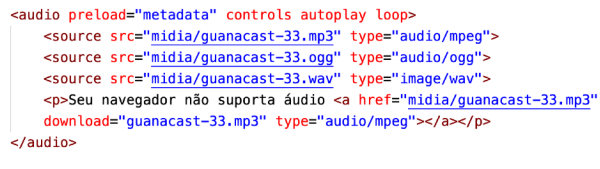 <audio preload="metadata" controls autoplay loop>
<source src="midia/guanacast-33.mp3" type="audio/mpeg">
<source src="midia/guanacast-33.ogg" type="audio/ogg">
<source src="midia/guanacast-33.wav" type="image/wav">
<p>Seu navegador não suporta áudio <a href="midia/guanacast-33.mp3"
download="guanacast-33.mp3" type="audio/mpeg"></a></p>
</audio>